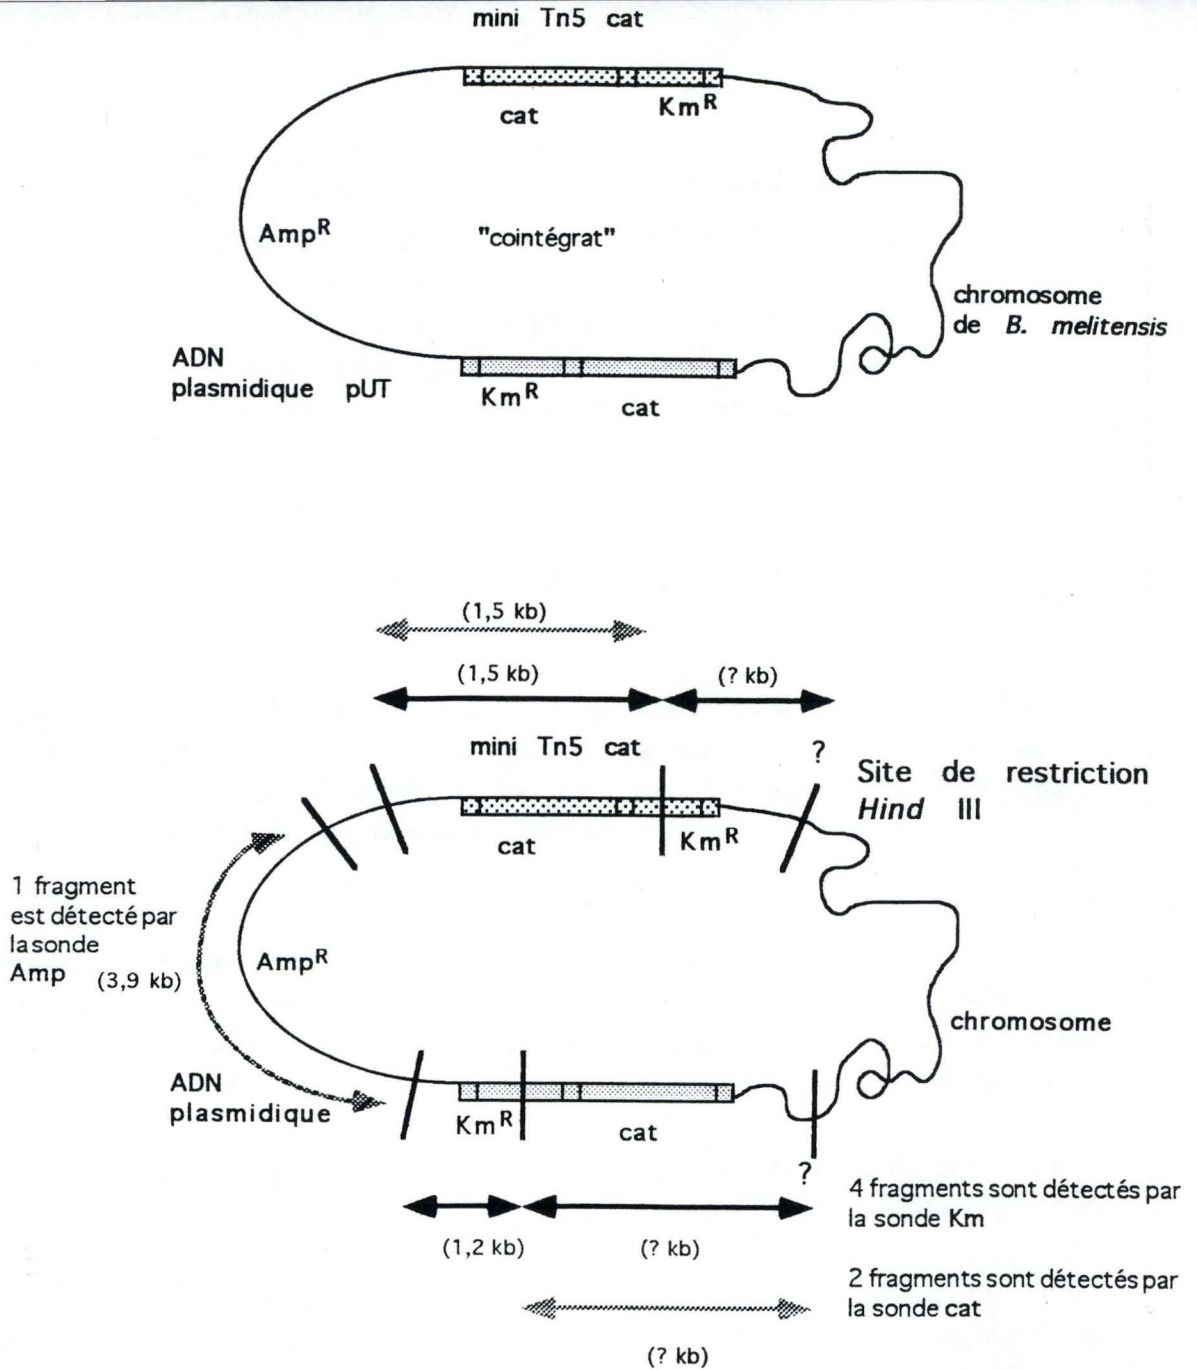 mini Tn5 cat
cat
KmR
AmpR
"cointégrat"
chromosome
de B. melitensis
ADN
plasmidique pUT
KmR
cat
(1,5 kb)
(1,5 kb)
(? kb)
mini Tn5 cat
?
Site de restriction
Hind III
cat
KmR
1 fragment
est détecté par
la sonde
Amp (3,9 kb)
AmpR
chromosome
ADN
plasmidique
KmR
cat
?
4 fragments sont détectés par
la sonde Km
(1,2 kb)
(? kb)
2 fragments sont détectés par
la sonde cat
(? kb)